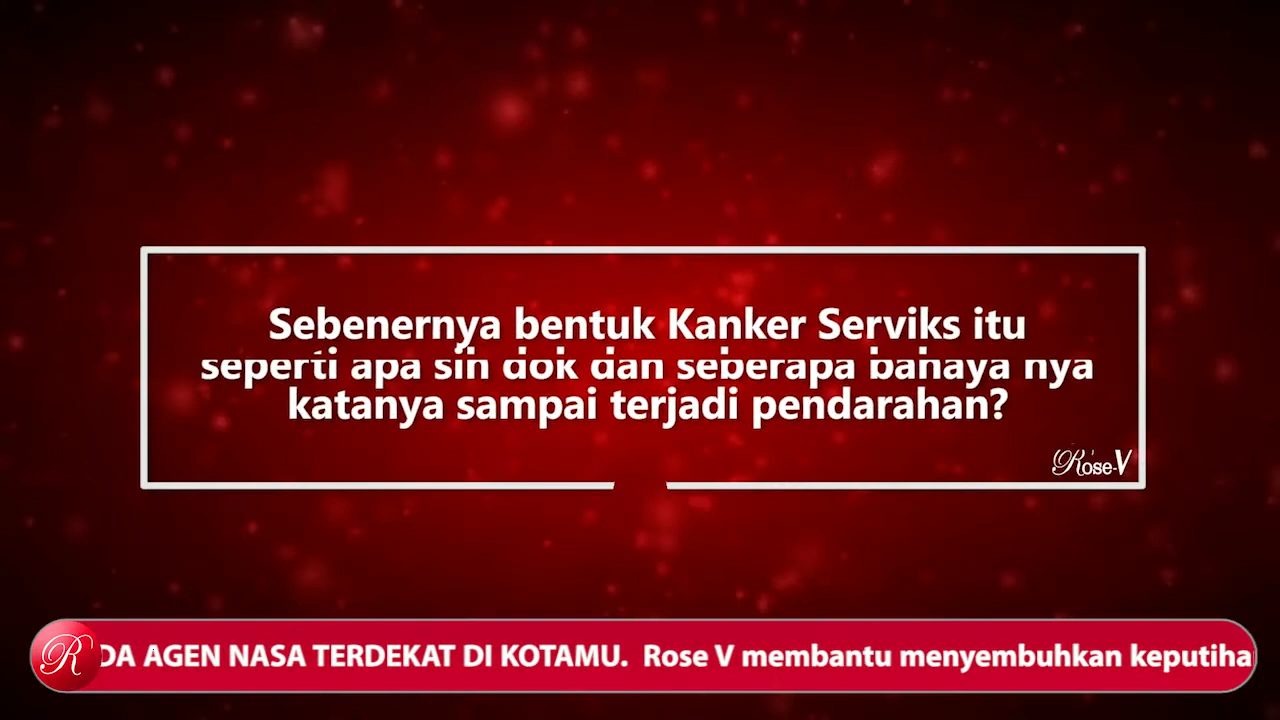 Sebenernya bentuk Kanker Serviks itu
seperti apa sih dok dan seberapa bahaya nya
katanya sampai terjadi pendarahan?
Rose-V
R DA AGEN NASA TERDEKAT DI KOTAMU. Rose V membantu menyembuhkan keputiha